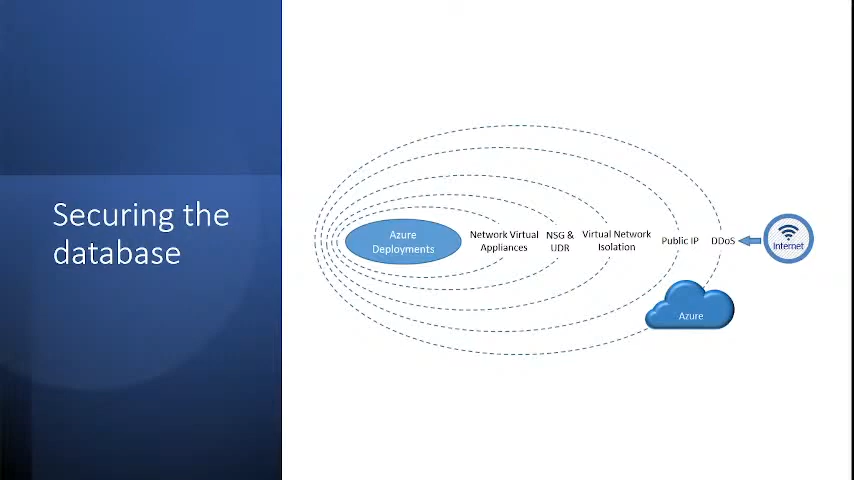 Securing the
database
Azure
Deployments
Network Virtual
Appliances
NSG &
UDR
Virtual Network
Isolation
Public IP
DDoS
Internet
Azure